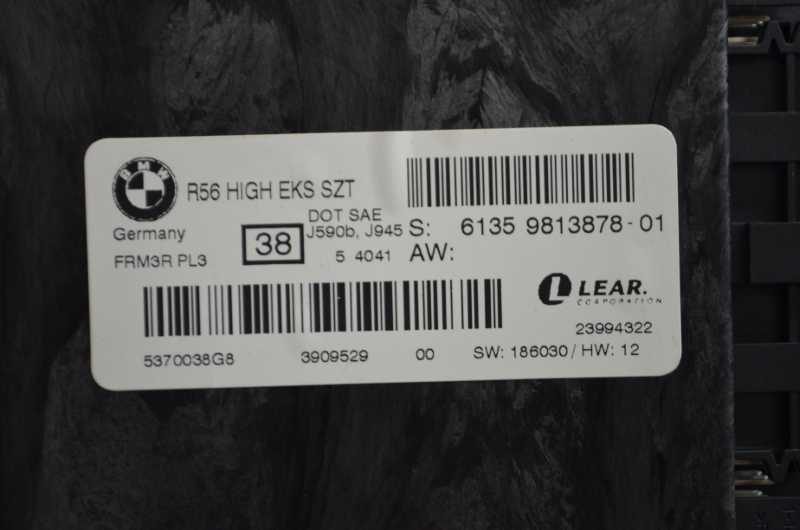 BMW
R56 HIGH EKS SZT
Germany
38
DOT SAE
J590b, J945
S: 6135 9813878-01
FRM3R PL3
5 4041
AW:
LEAR.
CORPORATION
23994322
5370038G8 3909529 00 SW: 186030 / HW: 12